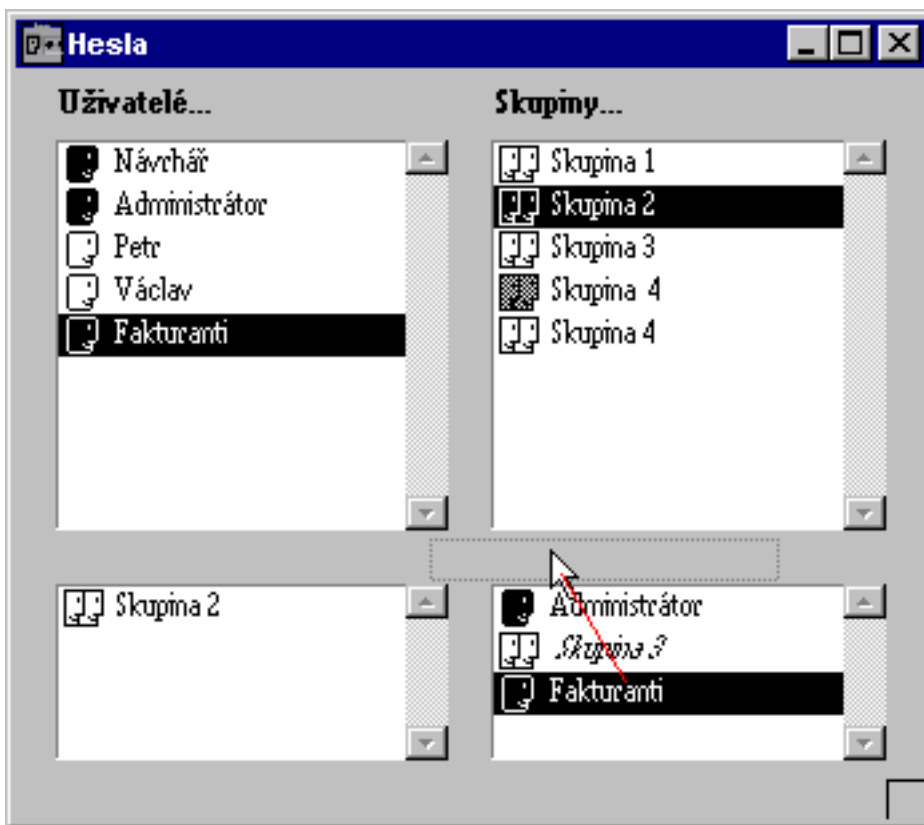 Hesla
Uživatelé...
Návrhář
Administrátor
Petr
Václav
Fakturanti
Skupiny...
Skupina 1
Skupina 2
Skupina 3
Skupina 4
Skupina 4
Skupina 2
Administrátor
Skupina 3
Fakturanti